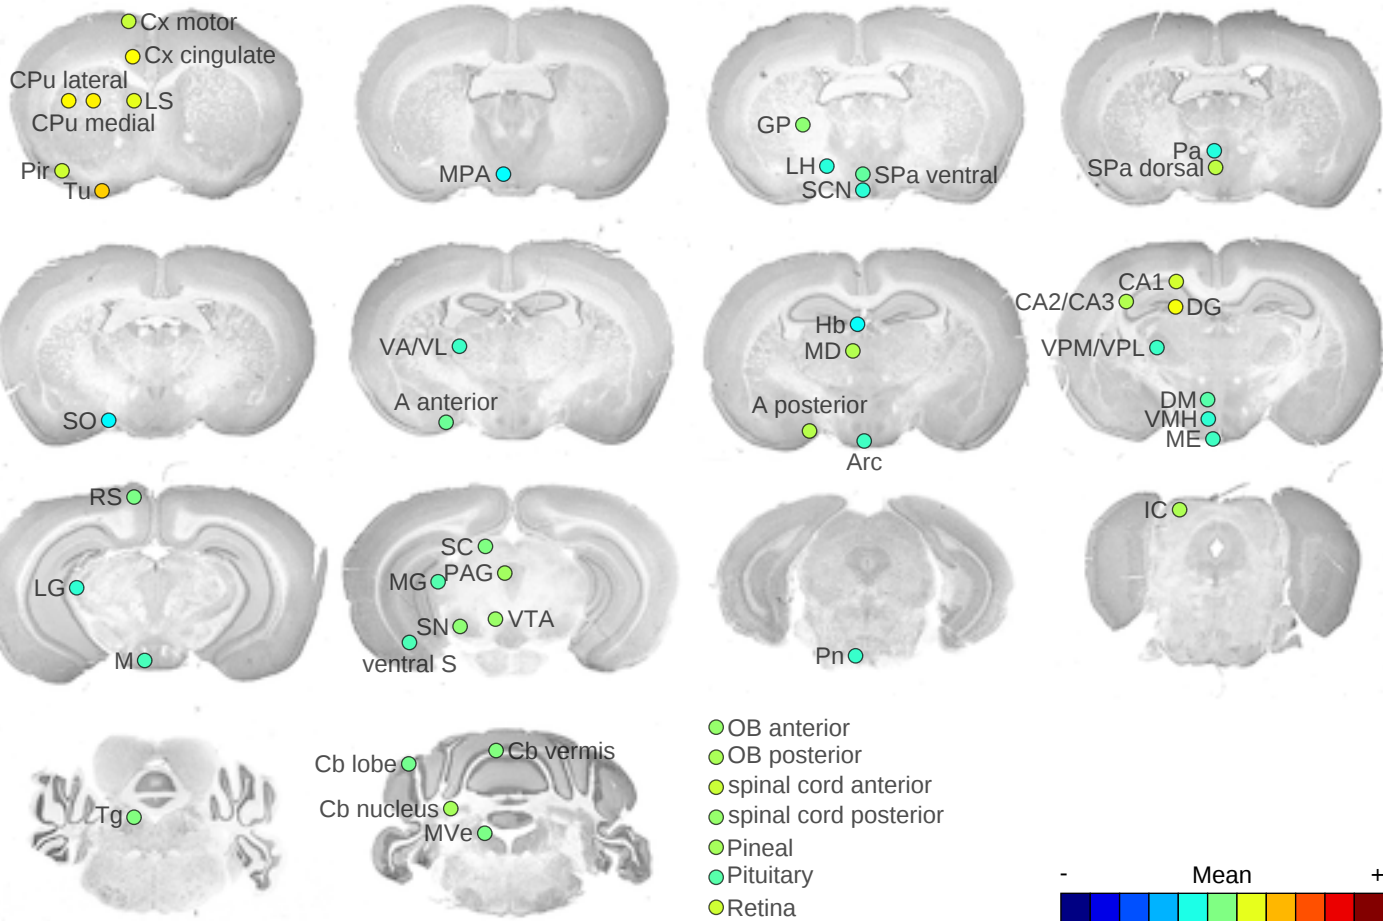 Cx motor
Cx cingulate
CPu lateral
LS
CPu medial
Pir
Tu
MPA
GP
LH
SPa ventral
SCN
Pa
SPa dorsal
SO
VA/VL
A anterior
Hb
MD
A posterior
Arc
CA1
CA2/CA3
DG
VPM/VPL
DM
VMH
ME
RS
LG
M
SC
PAG
MG
VTA
SN
ventral S
Pn
IC
Tg
Cb vermis
Cb lobe
Cb nucleus
MVe
OB anterior
OB posterior
spinal cord anterior
spinal cord posterior
Pineal
Pituitary
Retina
- Mean +